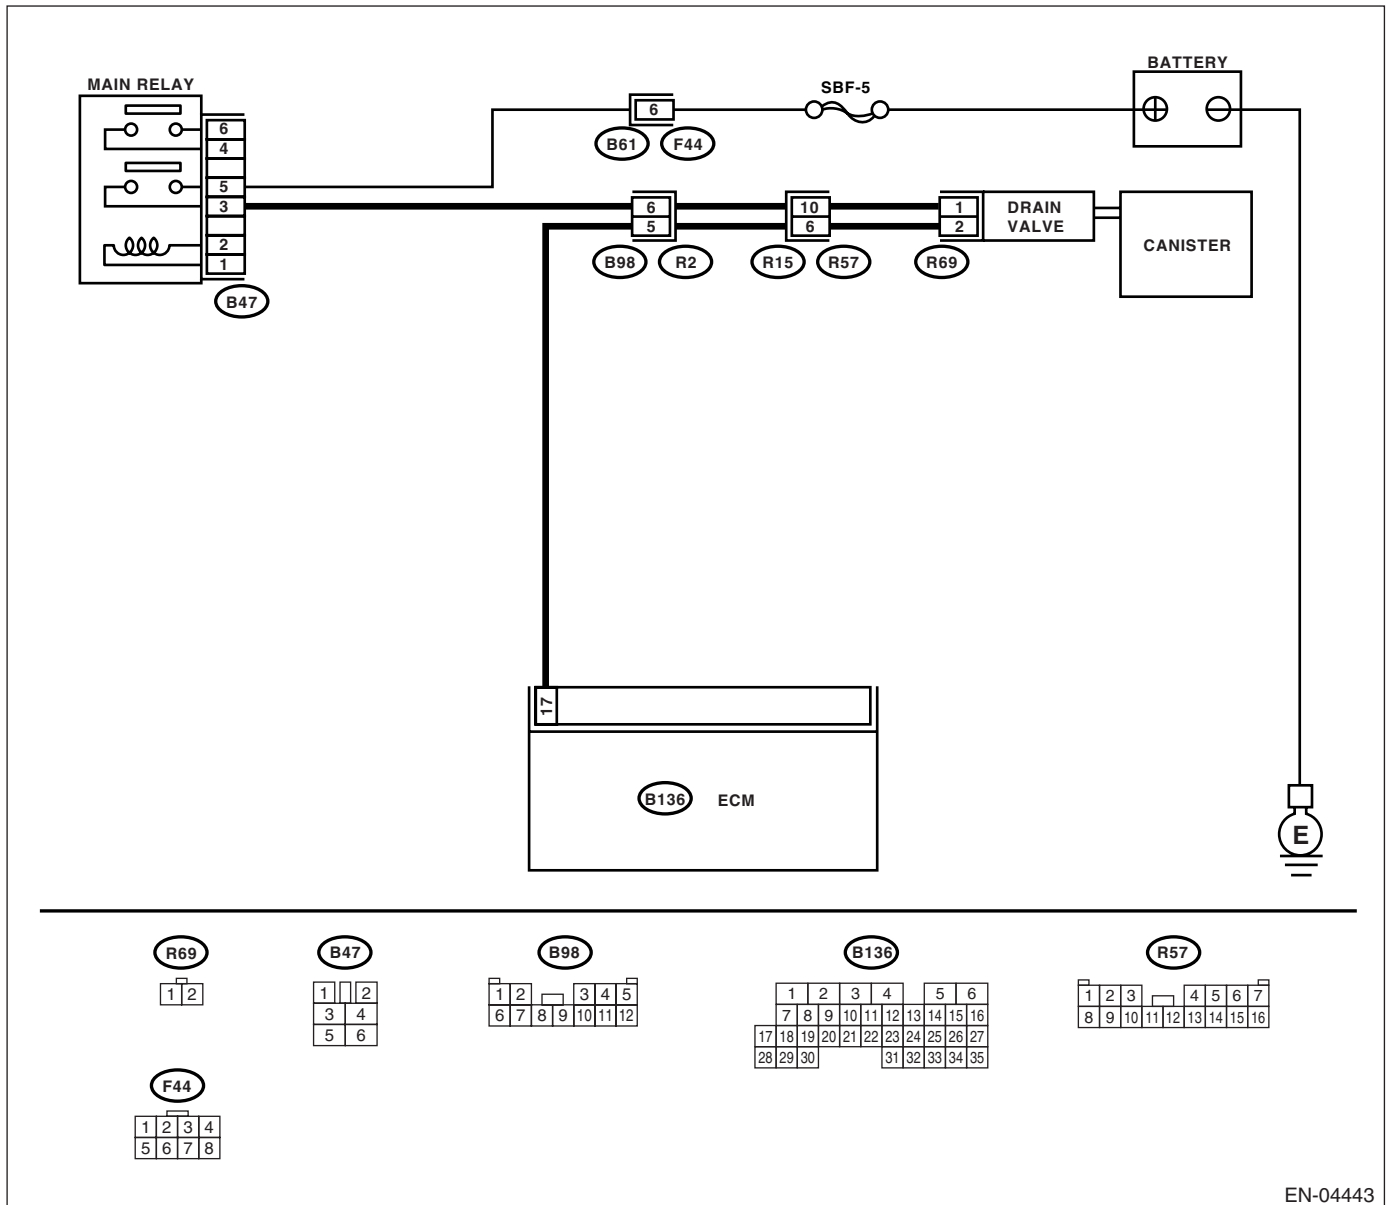 BATTERY
MAIN RELAY
SBF-5
6
B61 F44
6
4
5
3
2
1
B47
6
5
B98 R2
10
6
R15 R57
1
2
R69
DRAIN
VALVE
CANISTER
17
B136 ECM
E
R69
1 2
B47
1 2
3 4
5 6
B98
1 2 3 4 5
6 7 8 9 10 11 12
B136
1 2 3 4 5 6
7 8 9 10 11 12 13 14 15 16
17 18 19 20 21 22 23 24 25 26 27
28 29 30 31 32 33 34 35
R57
1 2 3 4 5 6 7
8 9 10 11 12 13 14 15 16
F44
1 2 3 4
5 6 7 8
EN-04443